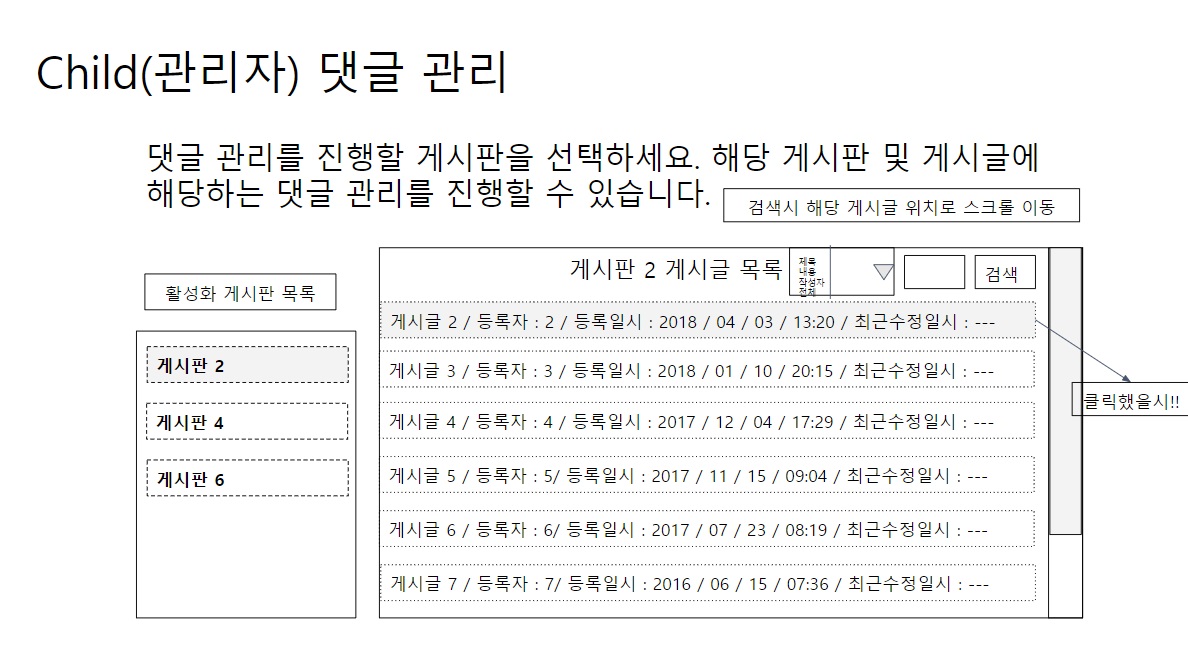 Child(관리자) 댓글 관리
댓글 관리를 진행할 게시판을 선택하세요. 해당 게시판 및 게시글에
해당하는 댓글 관리를 진행할 수 있습니다.
검색시 해당 게시글 위치로 스크롤 이동
활성화 게시판 목록
게시판 2
게시판 4
게시판 6
게시판 2 게시글 목록
제목
내용
작성자
전체
검색
게시글 2 / 등록자 : 2 / 등록일시 : 2018 / 04 / 03 / 13:20 / 최근수정일시 : ---
게시글 3 / 등록자 : 3 / 등록일시 : 2018 / 01 / 10 / 20:15 / 최근수정일시 : ---
게시글 4 / 등록자 : 4 / 등록일시 : 2017 / 12 / 04 / 17:29 / 최근수정일시 : ---
게시글 5 / 등록자 : 5/ 등록일시 : 2017 / 11 / 15 / 09:04 / 최근수정일시 : ---
게시글 6 / 등록자 : 6/ 등록일시 : 2017 / 07 / 23 / 08:19 / 최근수정일시 : ---
게시글 7 / 등록자 : 7/ 등록일시 : 2016 / 06 / 15 / 07:36 / 최근수정일시 : ---
클릭했을시!!